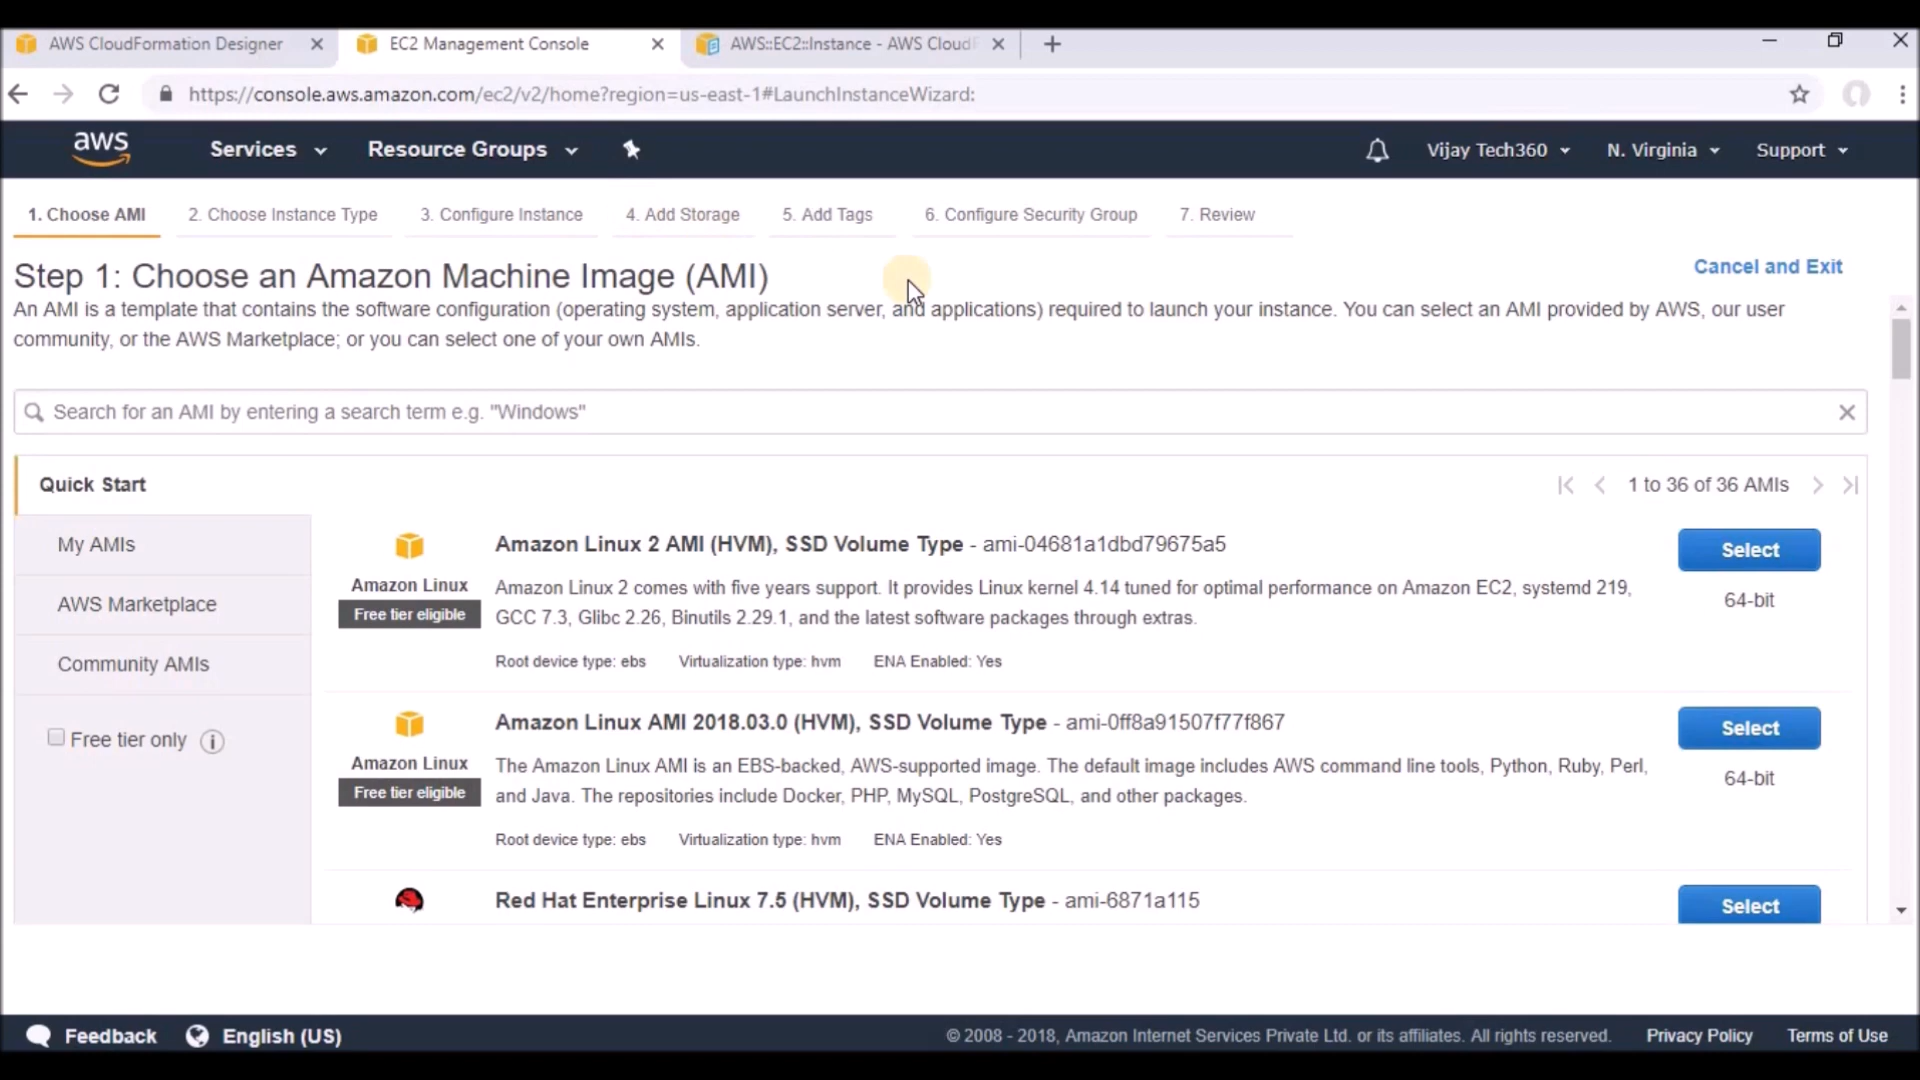 AWS CloudFormation Designer
EC2 Management Console
AWS::EC2::Instance - AWS CloudF
https://console.aws.amazon.com/ec2/v2/home?region=us-east-1#LaunchInstanceWizard:
aws
Services
Resource Groups
Vijay Tech360
N. Virginia
Support
1. Choose AMI
2. Choose Instance Type
3. Configure Instance
4. Add Storage
5. Add Tags
6. Configure Security Group
7. Review
Step 1: Choose an Amazon Machine Image (AMI)
Cancel and Exit
An AMI is a template that contains the software configuration (operating system, application server, and applications) required to launch your instance. You can select an AMI provided by AWS, our user
community, or the AWS Marketplace; or you can select one of your own AMIs.
Search for an AMI by entering a search term e.g. "Windows"
Quick Start
1 to 36 of 36 AMIs
My AMIs
AWS Marketplace
Community AMIs
Free tier only
i
Amazon Linux
Free tier eligible
Amazon Linux 2 AMI (HVM), SSD Volume Type - ami-04681a1dbd79675a5
Amazon Linux 2 comes with five years support. It provides Linux kernel 4.14 tuned for optimal performance on Amazon EC2, systemd 219,
GCC 7.3, Glibc 2.26, Binutils 2.29.1, and the latest software packages through extras.
Root device type: ebs Virtualization type: hvm ENA Enabled: Yes
Select
64-bit
Amazon Linux
Free tier eligible
Amazon Linux AMI 2018.03.0 (HVM), SSD Volume Type - ami-0ff8a91507f77f867
The Amazon Linux AMI is an EBS-backed, AWS-supported image. The default image includes AWS command line tools, Python, Ruby, Perl,
and Java. The repositories include Docker, PHP, MySQL, PostgreSQL, and other packages.
Root device type: ebs Virtualization type: hvm ENA Enabled: Yes
Select
64-bit
Red Hat Enterprise Linux 7.5 (HVM), SSD Volume Type - ami-6871a115
Select
Feedback
English (US)
© 2008 - 2018, Amazon Internet Services Private Ltd. or its affiliates. All rights reserved.
Privacy Policy
Terms of Use